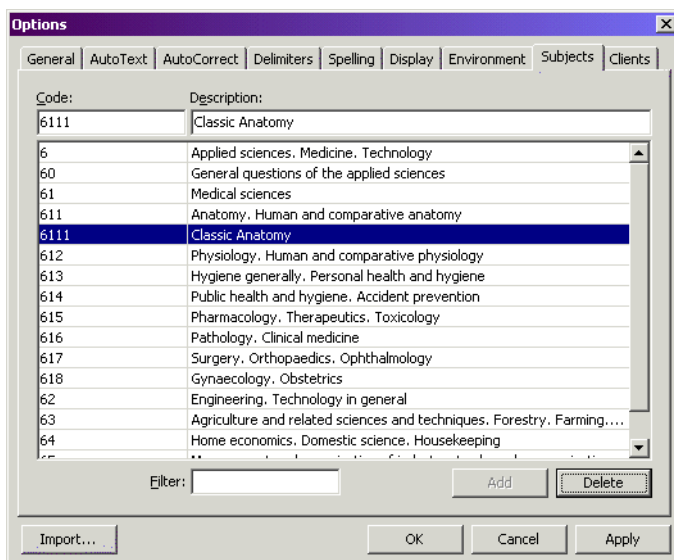 Options
General AutoText AutoCorrect Delimiters Spelling Display Environment Subjects Clients
Code: Description:
6111 Classic Anatomy
6 Applied sciences. Medicine. Technology
60 General questions of the applied sciences
61 Medical sciences
611 Anatomy. Human and comparative anatomy
6111 Classic Anatomy
612 Physiology. Human and comparative physiology
613 Hygiene generally. Personal health and hygiene
614 Public health and hygiene. Accident prevention
615 Pharmacology. Therapeutics. Toxicology
616 Pathology. Clinical medicine
617 Surgery. Orthopaedics. Ophthalmology
618 Gynaecology. Obstetrics
62 Engineering. Technology in general
63 Agriculture and related sciences and techniques. Forestry. Farming....
64 Home economics. Domestic science. Housekeeping
Filter: Add Delete
Import... OK Cancel Apply